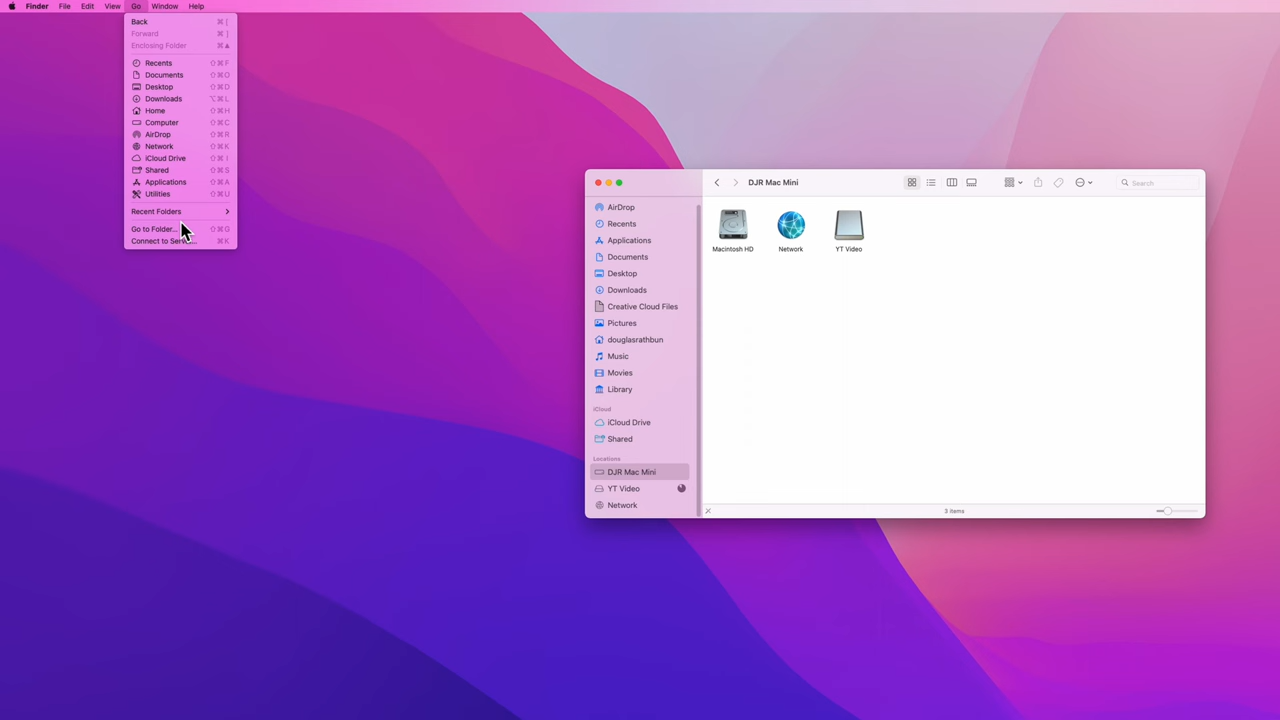 Finder File Edit View Go Window Help
Back ⌘ [
Forward ⌘ ]
Enclosing Folder ⌘▲
Recents ⇧⌘F
Documents ⇧⌘O
Desktop ⇧⌘D
Downloads ⌥⌘L
Home ⇧⌘H
Computer ⇧⌘C
AirDrop ⇧⌘R
Network ⇧⌘K
iCloud Drive ⇧⌘I
Shared ⇧⌘S
Applications ⇧⌘A
Utilities ⇧⌘U
Recent Folders
Go to Folder... ⇧⌘G
Connect to Serv... ⌘K
DJR Mac Mini
Search
AirDrop
Recents
Applications
Documents
Desktop
Downloads
Creative Cloud Files
Pictures
douglasrathbun
Music
Movies
Library
iCloud
iCloud Drive
Shared
Locations
DJR Mac Mini
YT Video
Network
Macintosh HD
Network
YT Video
3 items